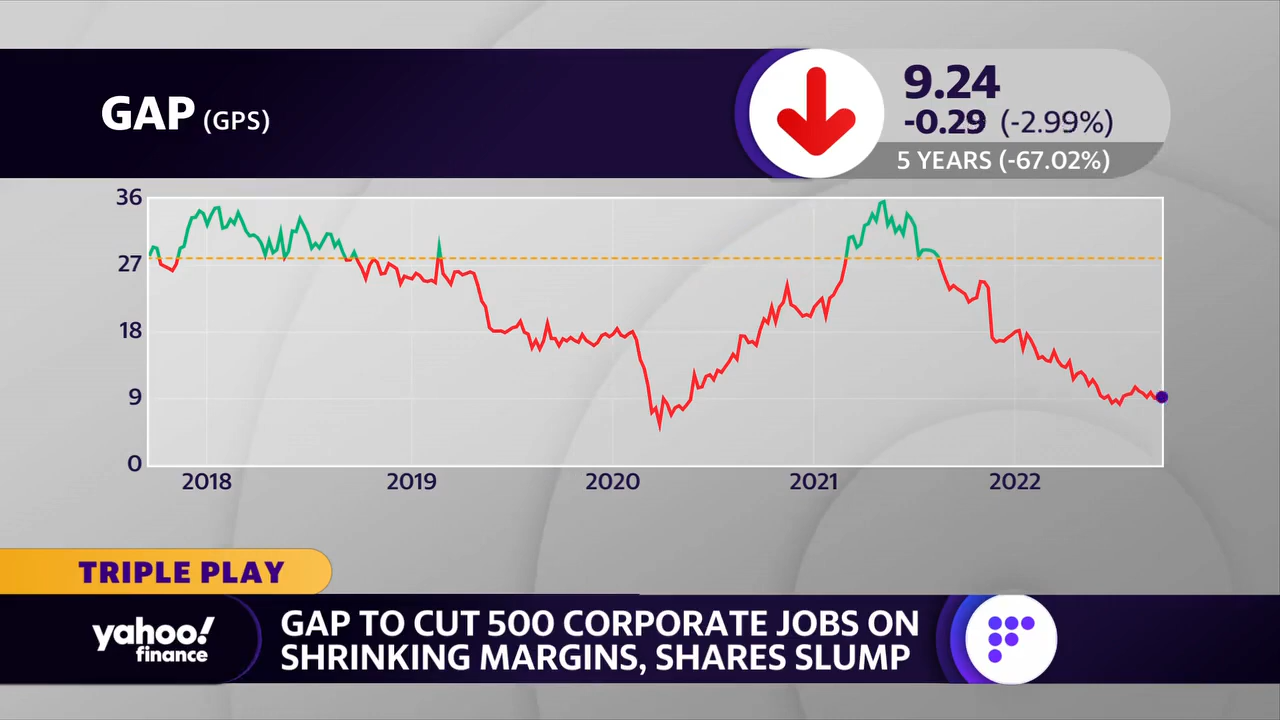 GAP (GPS)
9.24
-0.29 (-2.99%)
5 YEARS (-67.02%)
36
27
18
9
0
2018 2019 2020 2021 2022
TRIPLE PLAY
yahoo!
finance
GAP TO CUT 500 CORPORATE JOBS ON
SHRINKING MARGINS, SHARES SLUMP